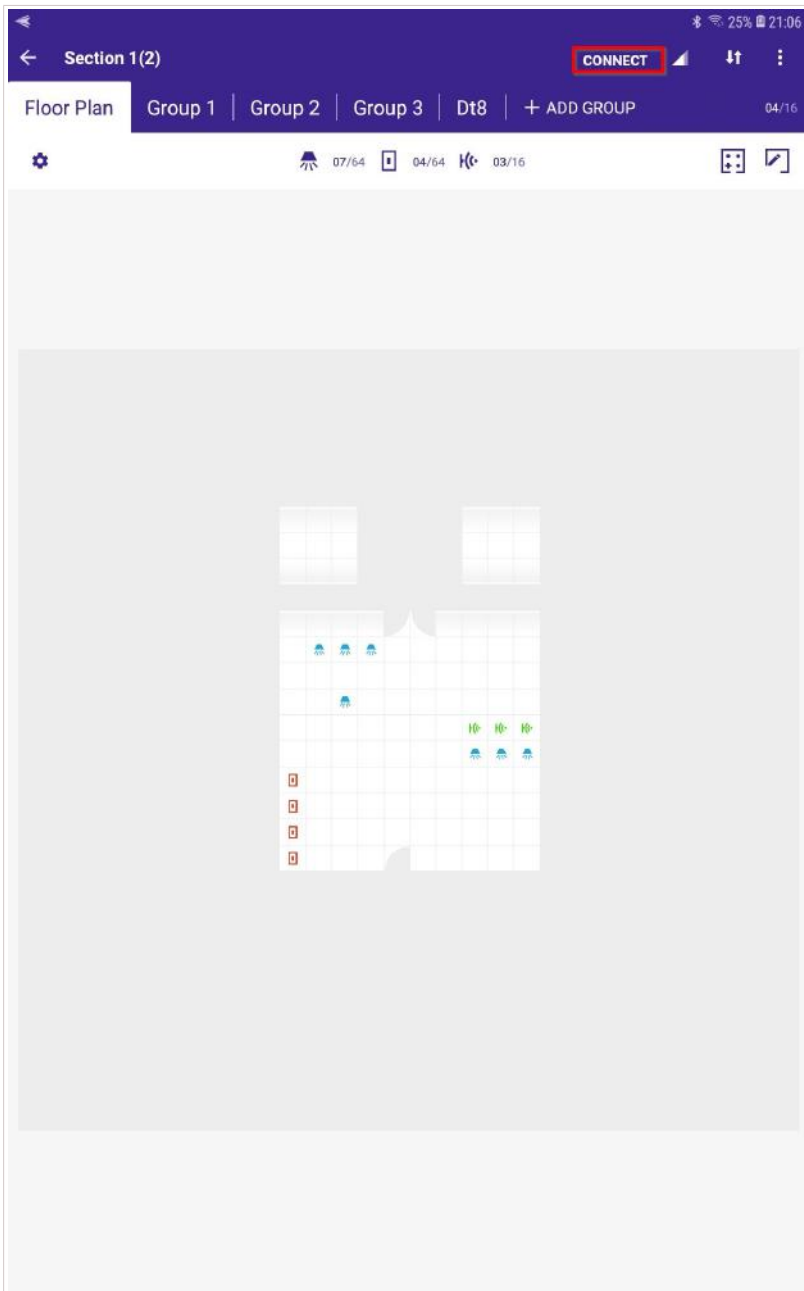 25% 21:06
Section 1(2) CONNECT
Floor Plan Group 1 Group 2 Group 3 Dt8 + ADD GROUP 04/16
07/64 04/64 03/16